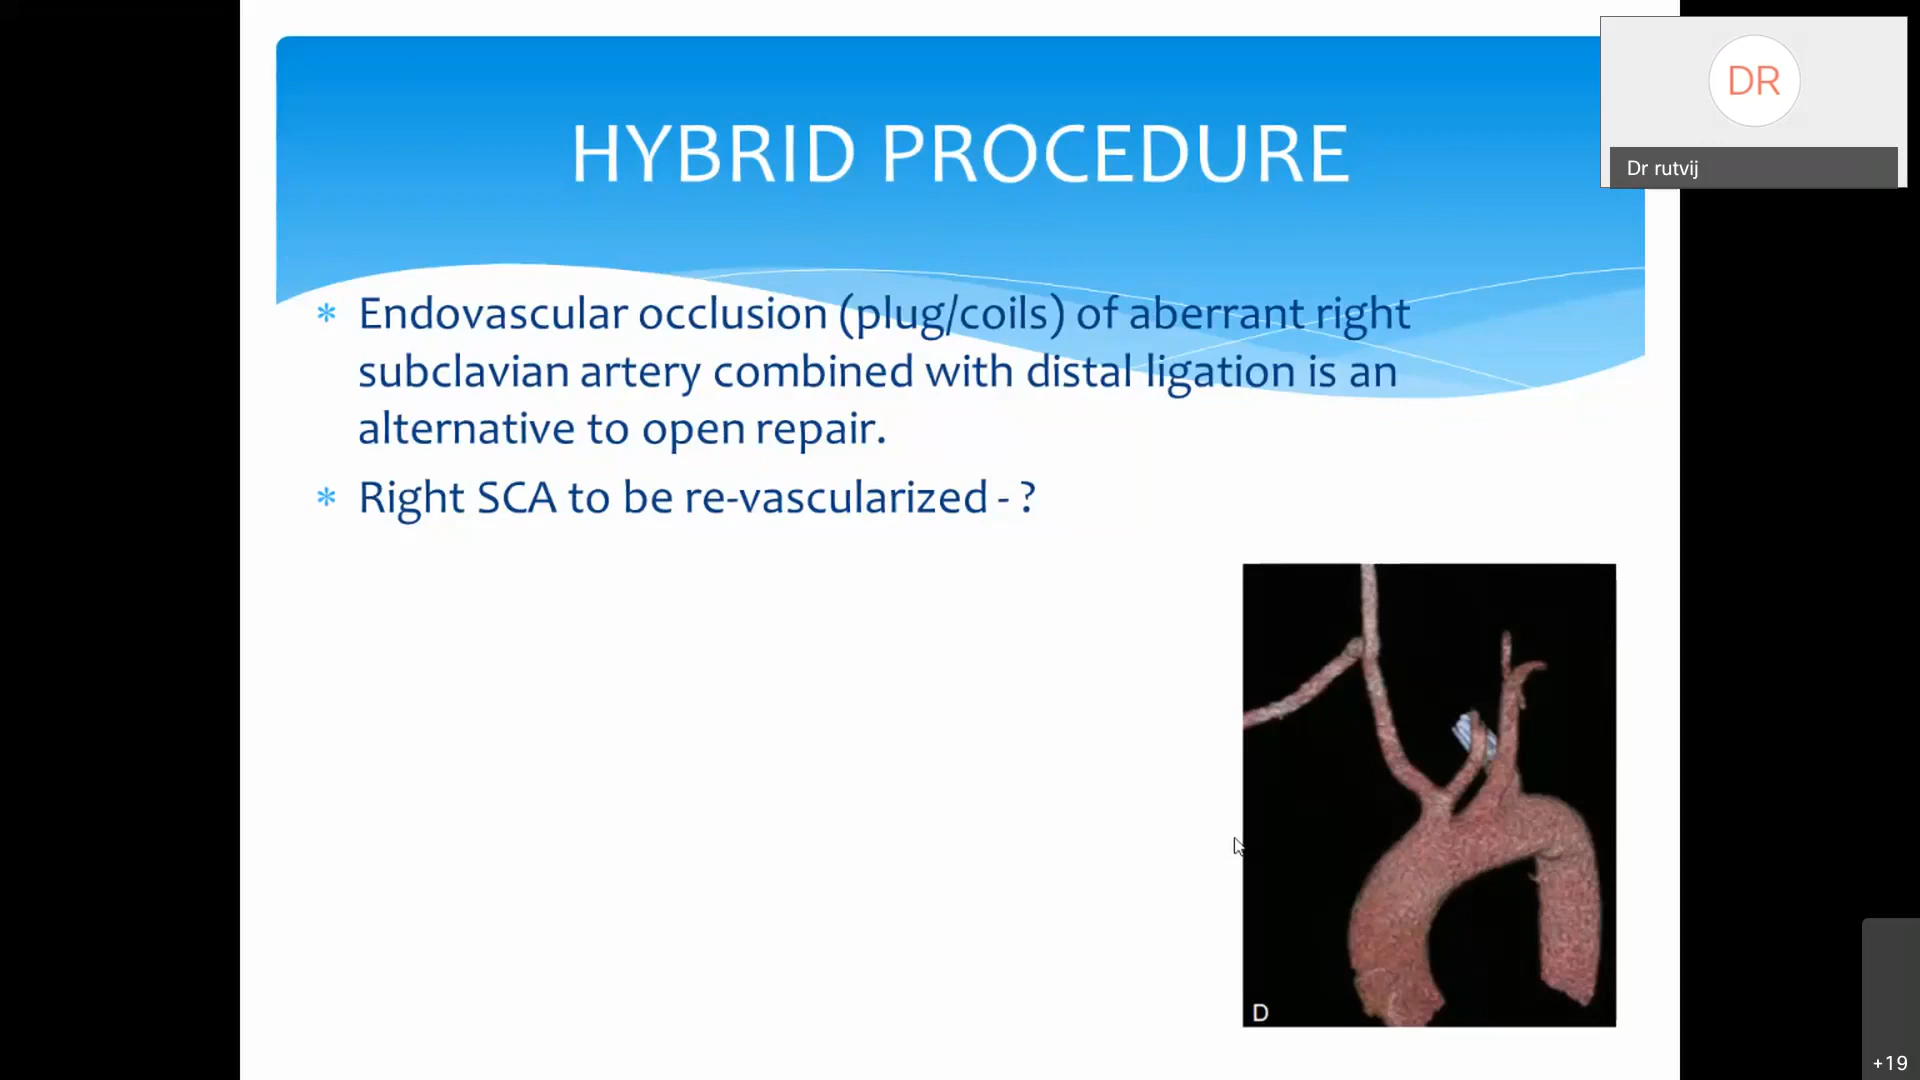 HYBRID PROCEDURE
DR
Dr rutvij
* Endovascular occlusion (plug/coils) of aberrant right
subclavian artery combined with distal ligation is an
alternative to open repair.
* Right SCA to be re-vascularized - ?
D
+19